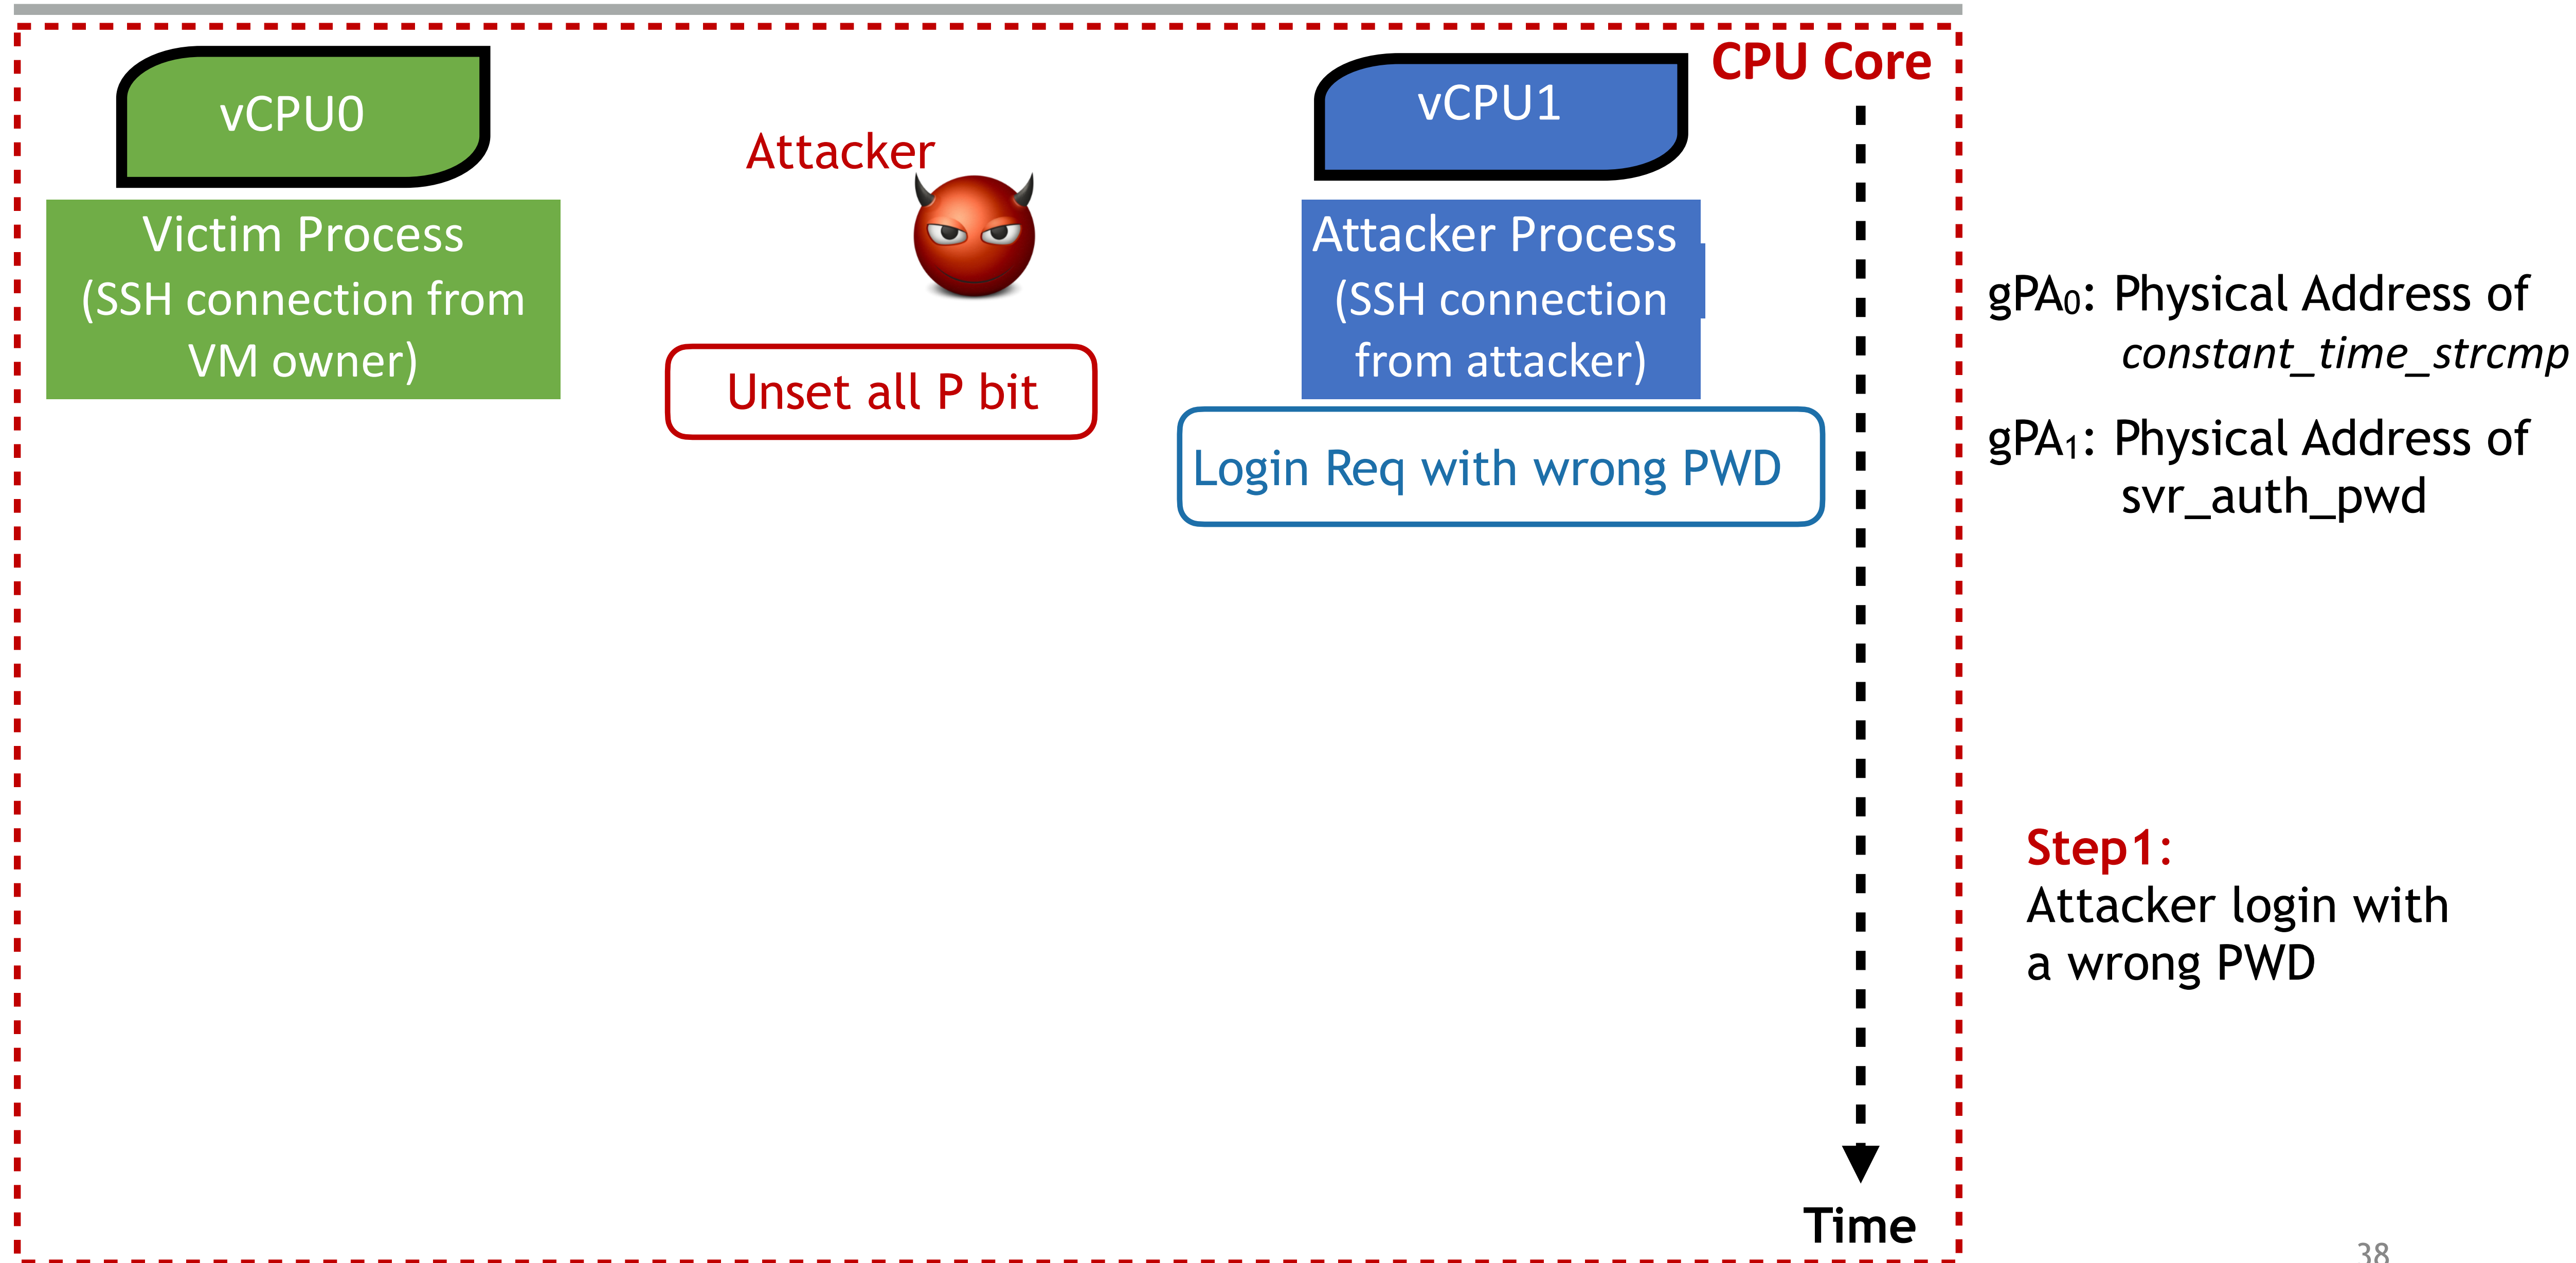 CPU Core
vCPU0
Attacker
vCPU1
Victim Process
(SSH connection from
VM owner)
Unset all P bit
Attacker Process
(SSH connection
from attacker)
Login Req with wrong PWD
Time
gPA₀: Physical Address of
constant_time_strcmp
gPA₁: Physical Address of
svr_auth_pwd
Step1:
Attacker login with
a wrong PWD
38